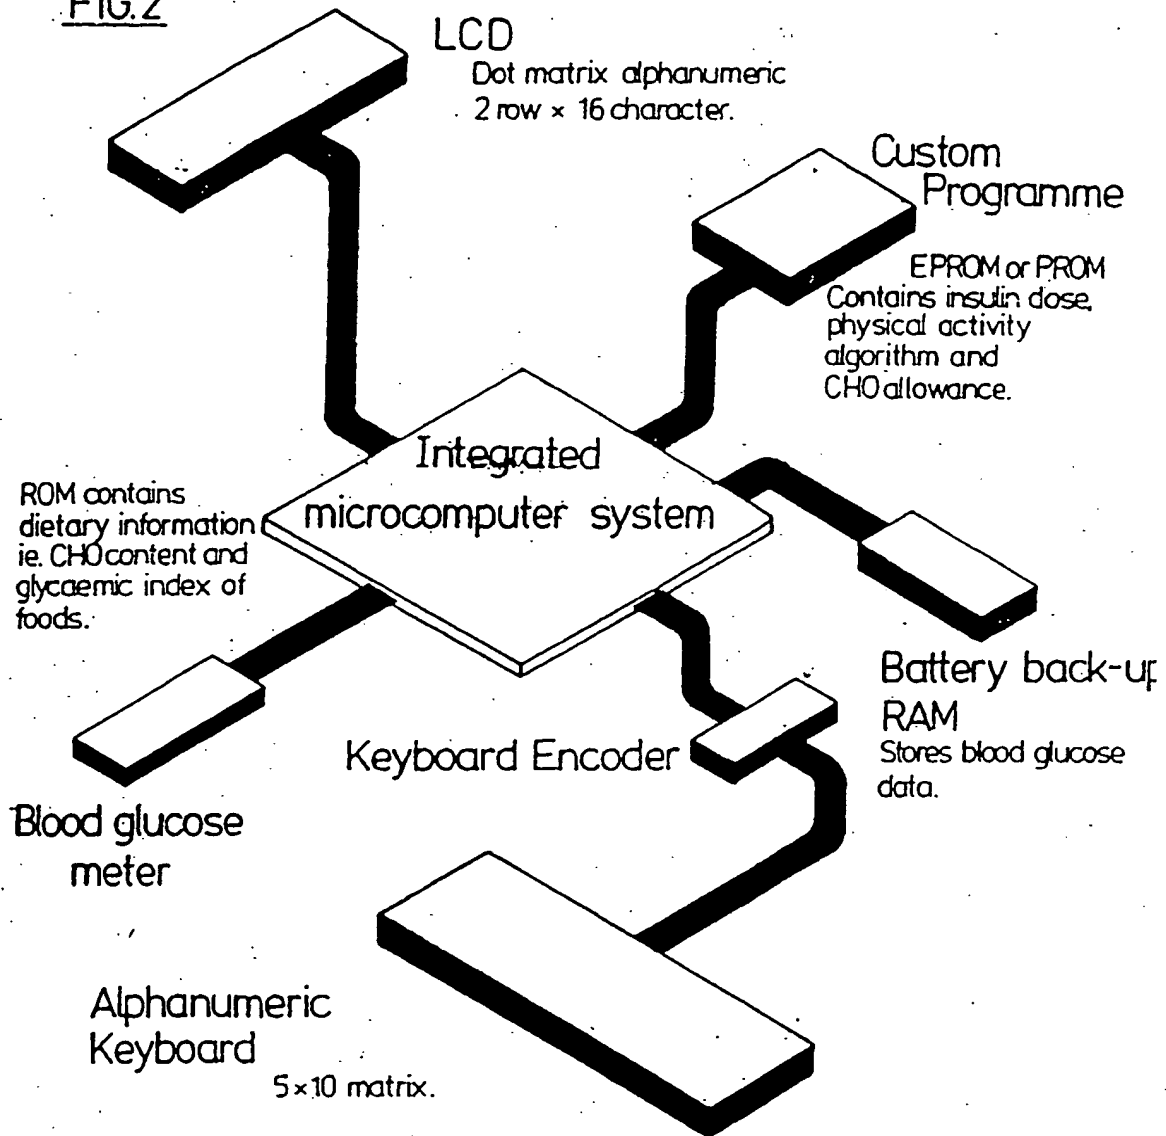 FIG.2
LCD
Dot matrix alphanumeric
2 row × 16 character.
Custom
Programme
EPROM or PROM
Contains insulin dose,
physical activity
algorithm and
CHO allowance.
Integrated
microcomputer system
ROM contains
dietary information
ie. CHO content and
glycaemic index of
foods.
Battery back-up
RAM
Stores blood glucose
data.
Keyboard Encoder
Blood glucose
meter
Alphanumeric
Keyboard
5×10 matrix.